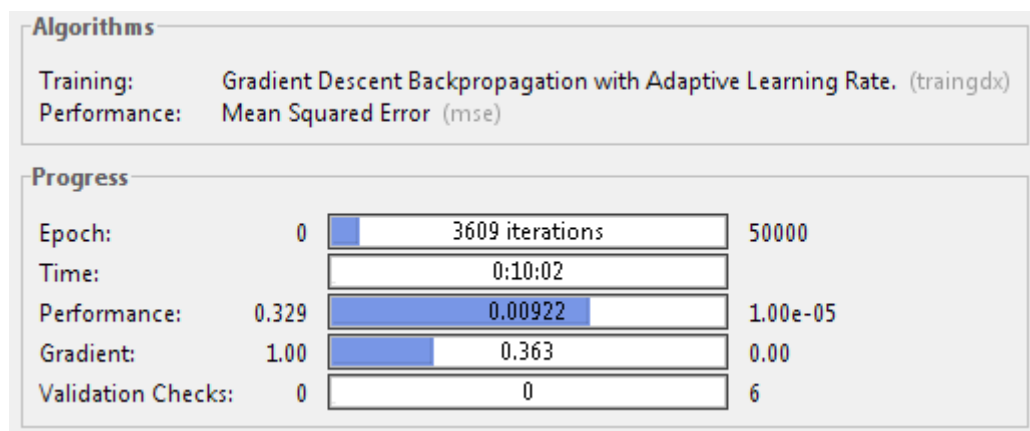 Algorithms
Training: Gradient Descent Backpropagation with Adaptive Learning Rate. (traingdx)
Performance: Mean Squared Error (mse)
Progress
Epoch: 0 3609 iterations 50000
Time: 0:10:02
Performance: 0.329 0.00922 1.00e-05
Gradient: 1.00 0.363 0.00
Validation Checks: 0 0 6